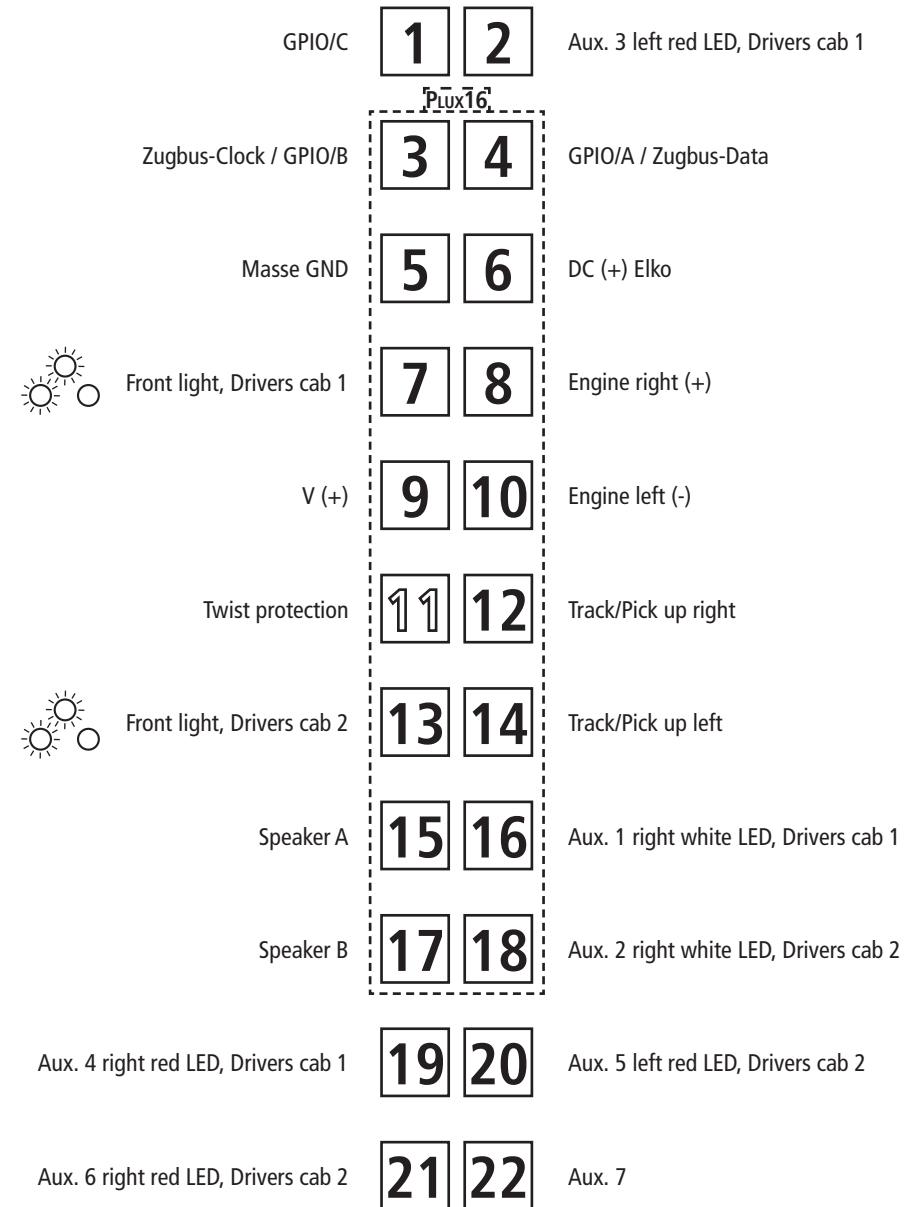 GPIO/C 1 2 Aux. 3 left red LED, Drivers cab 1
PLUX16
Zugbus-Clock / GPIO/B 3 4 GPIO/A / Zugbus-Data
Masse GND 5 6 DC (+) Elko
Front light, Drivers cab 1 7 8 Engine right (+)
V (+) 9 10 Engine left (-)
Twist protection 11 12 Track/Pick up right
Front light, Drivers cab 2 13 14 Track/Pick up left
Speaker A 15 16 Aux. 1 right white LED, Drivers cab 1
Speaker B 17 18 Aux. 2 right white LED, Drivers cab 2
Aux. 4 right red LED, Drivers cab 1 19 20 Aux. 5 left red LED, Drivers cab 2
Aux. 6 right red LED, Drivers cab 2 21 22 Aux. 7